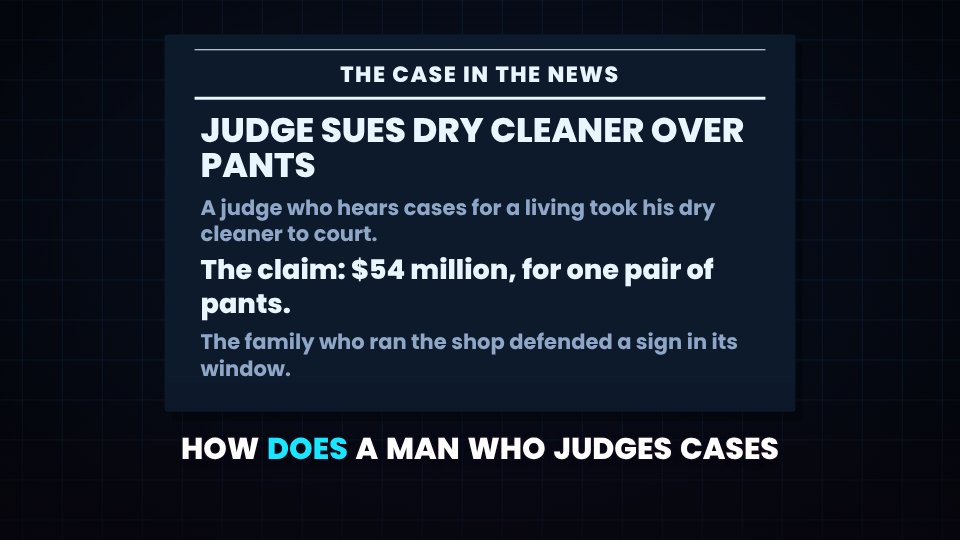 THE CASE IN THE NEWS
JUDGE SUES DRY CLEANER OVER
PANTS
A judge who hears cases for a living took his dry
cleaner to court.
The claim: $54 million, for one pair of
pants.
The family who ran the shop defended a sign in its
window.
HOW DOES A MAN WHO JUDGES CASES